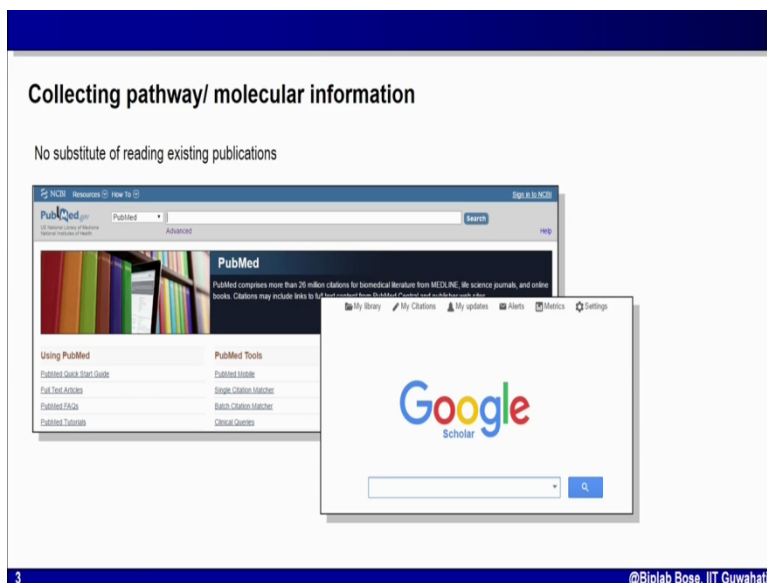 Collecting pathway/ molecular information
No substitute of reading existing publications
NCBI Resources How To Sign in to NCBI
PubMed.gov PubMed Search
US National Library of Medicine
National Institutes of Health
Advanced Help
PubMed
PubMed comprises more than 26 million citations for biomedical literature from MEDLINE, life science journals, and online
books. Citations may include links to full text content from PubMed Central and publisher web sites.
Using PubMed
PubMed Quick Start Guide
Full Text Articles
PubMed FAQs
PubMed Tutorials
PubMed Tools
PubMed Mobile
Single Citation Matcher
Batch Citation Matcher
Clinical Queries
My library My Citations My updates Alerts Metrics Settings
Google
Scholar
3 @Biplab Bose, IIT Guwahati